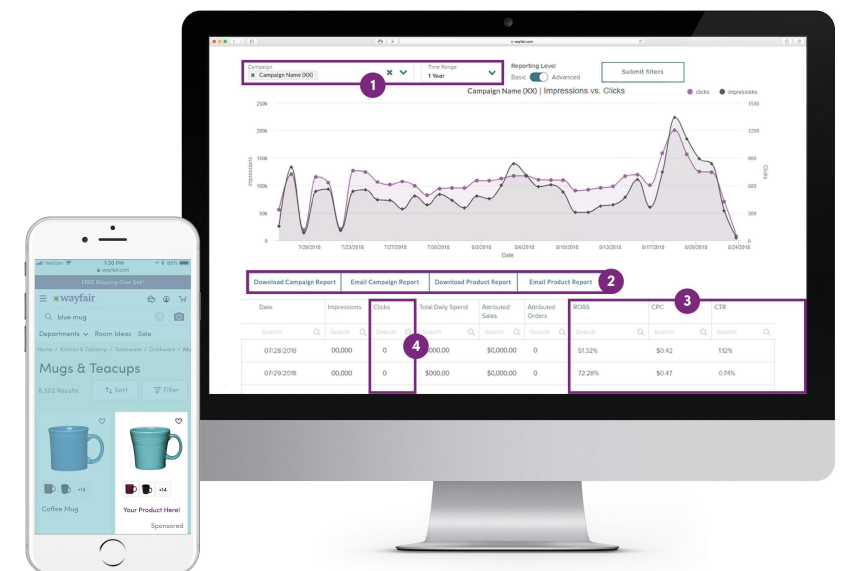 wayfair.com
Campaign
× Campaign Name (XX)
Time Range
1 Year
Reporting Level
Basic Advanced
Submit filters
1
Campaign Name (XX) | Impressions vs. Clicks
clicks impressions
250k 1500
200k 1200
150k 900
100k 600
50k 300
0 0
Impressions
Clicks
7/20/2018 7/23/2018 7/27/2018 7/30/2018 8/3/2018 8/6/2018 8/10/2018 8/13/2018 8/17/2018 8/20/2018 8/24/2018
Date
Download Campaign Report Email Campaign Report Download Product Report Email Product Report
2
3
Date Impressions Clicks Total Daily Spend Attributed Sales Attributed Orders ROAS CPC CTR
Search Search Search Search Search Search Search Search Search
4
07/28/2018 00,000 0 $000.00 $0,000.00 0 51.32% $0.42 1.12%
07/29/2018 00,000 0 $000.00 $0,000.00 0 72.28% $0.47 0.74%
Verizon 1:20 PM 98%
wayfair.com
FREE Shipping Over $49*
wayfair
blue mug
Departments Room Ideas Sale
Home / Kitchen & Tabletop / Tableware / Drinkware / Mu
Mugs & Teacups
8,302 Results Sort Filter
+14 +14
Coffee Mug Your Product Here!
Sponsored